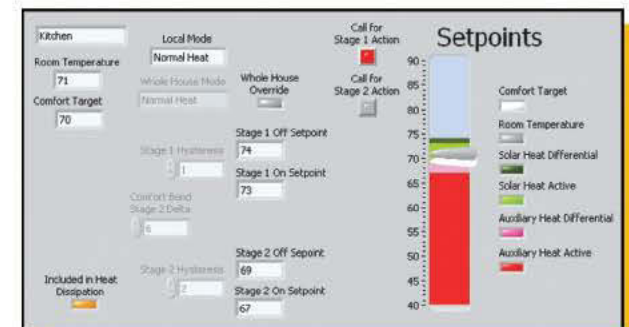 Kitchen
Room Temperature
71
Comfort Target
70
Local Mode
Normal Heat
Whole House Mode
Normal Heat
Whole House
Override
Call for
Stage 1 Action
Call for
Stage 2 Action
Stage 1 Hysteresis
1
Comfort Band
Stage 2 Delta
6
Stage 2 Hysteresis
2
Stage 1 Off Setpoint
74
Stage 1 On Setpoint
73
Stage 2 Off Sepoint
69
Stage 2 On Setpoint
67
Included in Heat
Dissipation
Setpoints
90
85
80
75
70
65
60
55
50
45
40
Comfort Target
Room Temperature
Solar Heat Differential
Solar Heat Active
Auxiliary Heat Differential
Auxiliary Heat Active